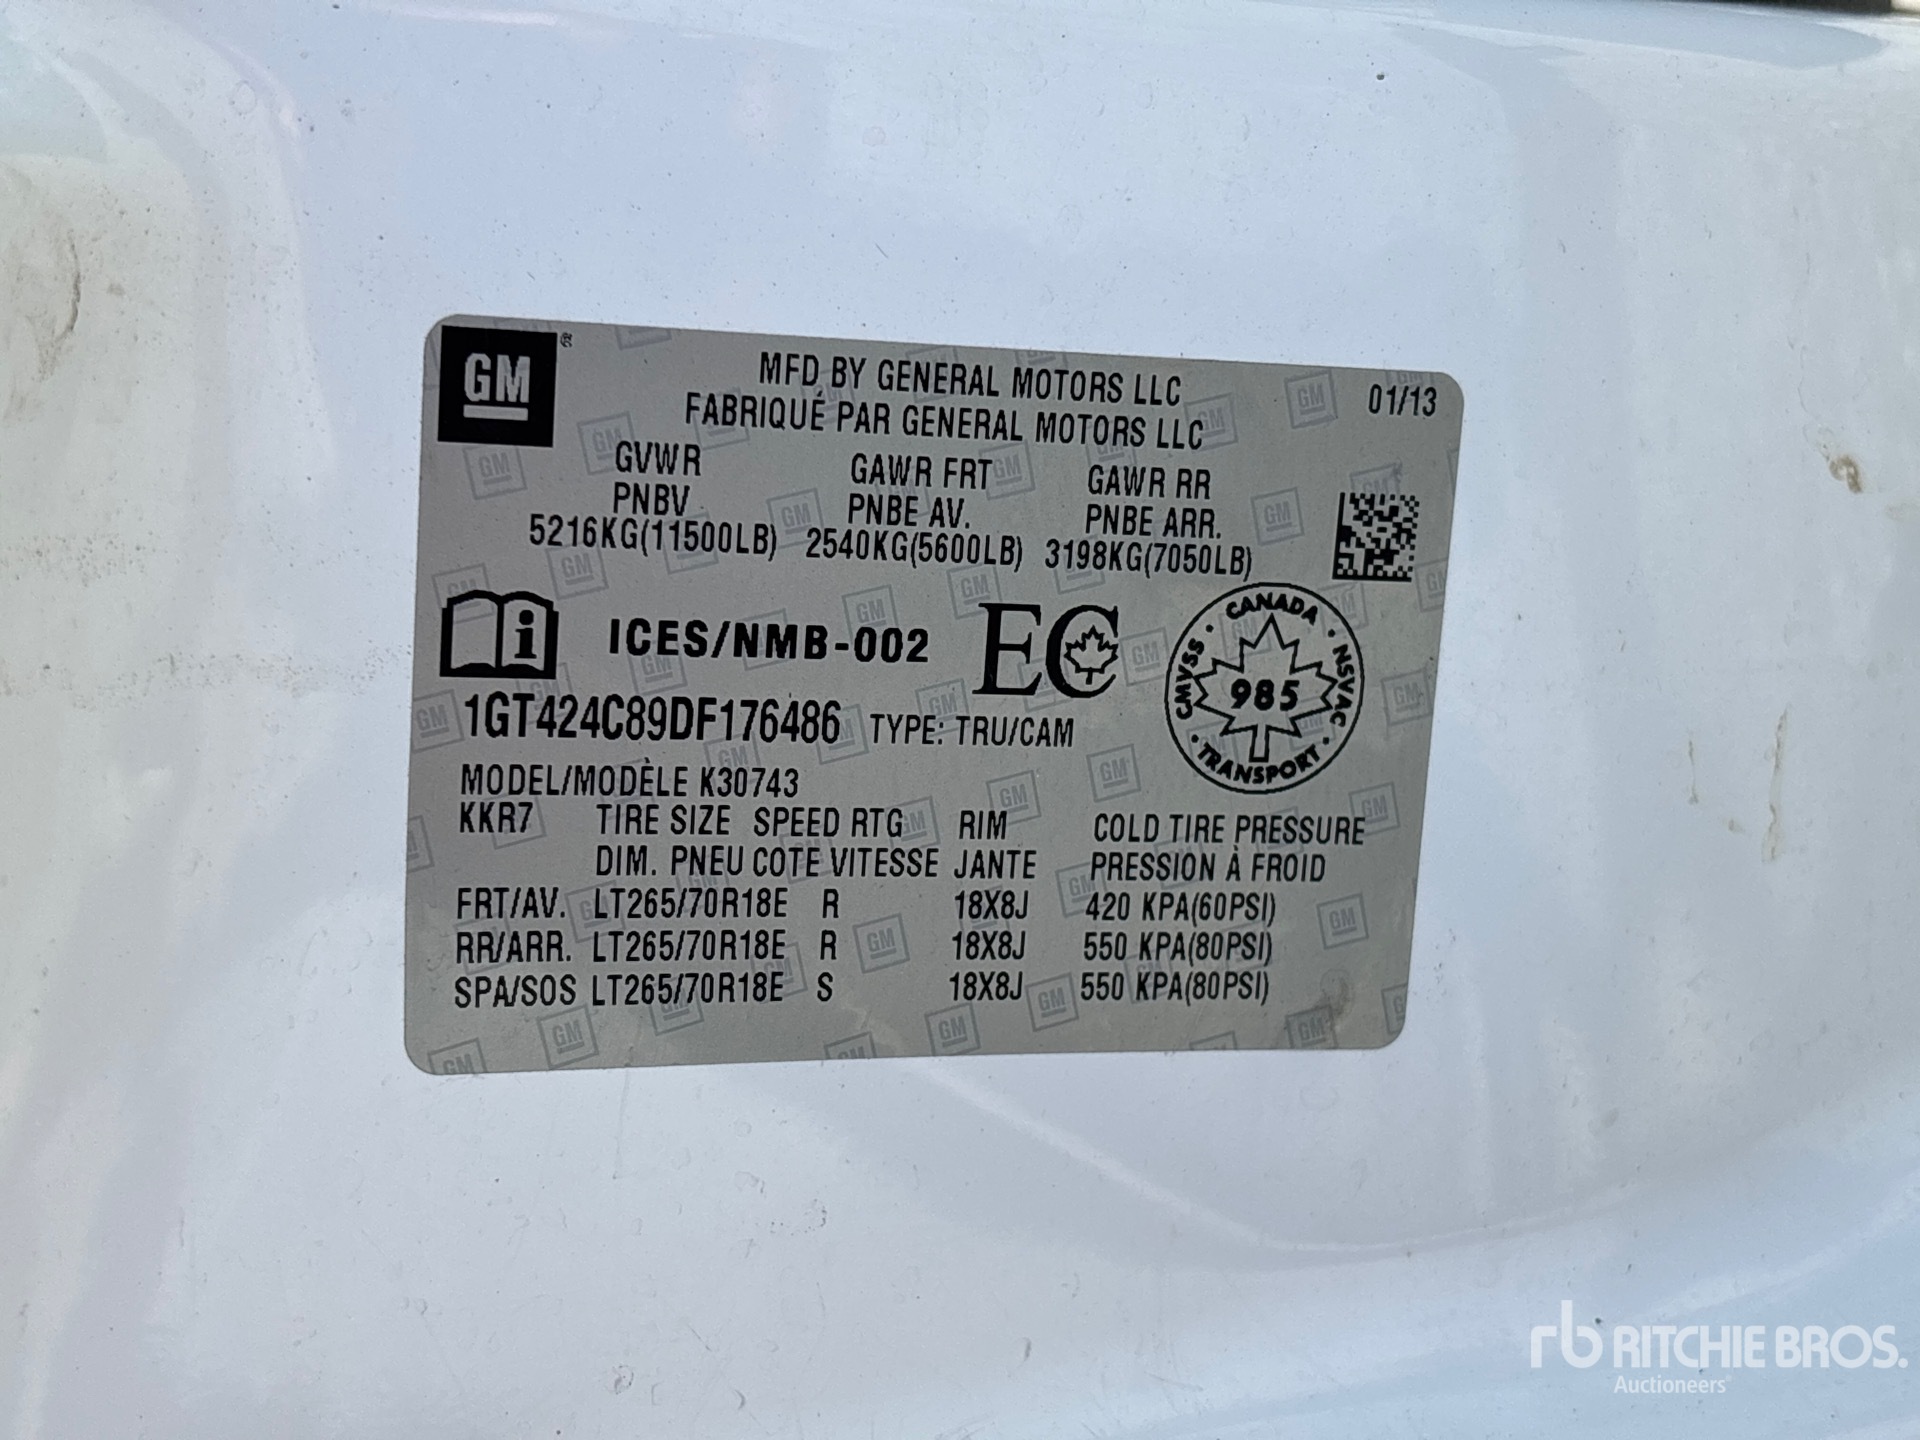 GM
MFD BY GENERAL MOTORS LLC
01/13
FABRIQUÉ PAR GENERAL MOTORS LLC
GVWR GAWR FRT GAWR RR
PNBV PNBE AV. PNBE ARR.
5216KG(11500LB) 2540KG(5600LB) 3198KG(7050LB)
ICES/NMB-002 EC
CANADA
CMVSS · NSVAC
985
TRANSPORT
1GT424C89DF176486 TYPE: TRU/CAM
MODEL/MODÈLE K30743
KKR7 TIRE SIZE SPEED RTG RIM COLD TIRE PRESSURE
DIM. PNEU COTE VITESSE JANTE PRESSION À FROID
FRT/AV. LT265/70R18E R 18X8J 420 KPA(60PSI)
RR/ARR. LT265/70R18E R 18X8J 550 KPA(80PSI)
SPA/SOS LT265/70R18E S 18X8J 550 KPA(80PSI)
rb RITCHIE BROS.
Auctioneers